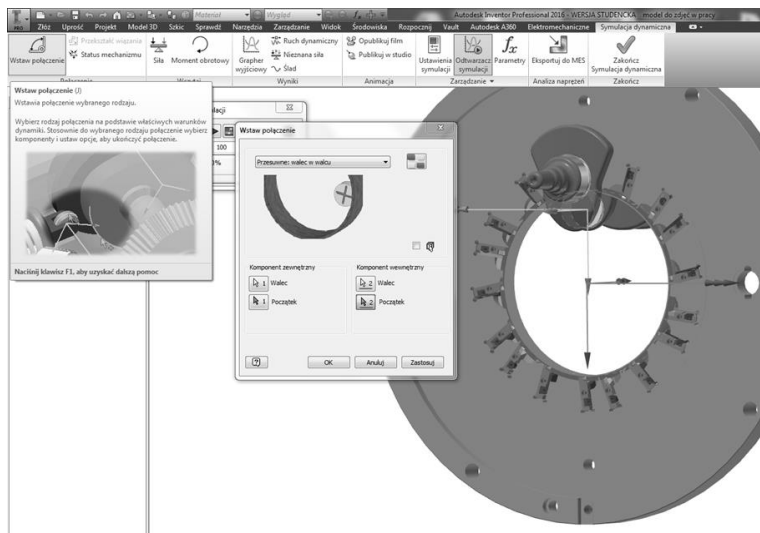 Materiał Wygląd Autodesk Inventor Professional 2016 - WERSJA STUDENCKA model do zdjęć w pracy
PRO Złóż Uprość Projekt Model 3D Szkic Sprawdź Narzędzia Zarządzanie Widok Środowiska Rozpocznij Vault Autodesk A360 Elektromechaniczne Symulacja dynamiczna
Wstaw połączenie
Przekształć wiązania
Status mechanizmu
Siła Moment obrotowy
Grapher wyjściowy
Ruch dynamiczny
Nieznana siła
Ślad
Opublikuj film
Publikuj w studio
Ustawienia symulacji
Odtwarzacz symulacji
Parametry
Eksportuj do MES
Zakończ
Symulacja dynamiczna
Wyniki Animacja Zarządzanie Analiza naprężeń Zakończ
Wstaw połączenie (J)
Wstawia połączenie wybranego rodzaju.
Wybierz rodzaj połączenia na podstawie właściwych warunków
dynamiki. Stosownie do wybranego rodzaju połączenie wybierz
komponenty i ustaw opcje, aby ukończyć połączenie.
Naciśnij klawisz F1, aby uzyskać dalszą pomoc
100
Wstaw połączenie
Przesuwne: walec w walcu
Komponent zewnętrzny Komponent wewnętrzny
1 Walec 2 Walec
1 Początek 2 Początek
? OK Anuluj Zastosuj